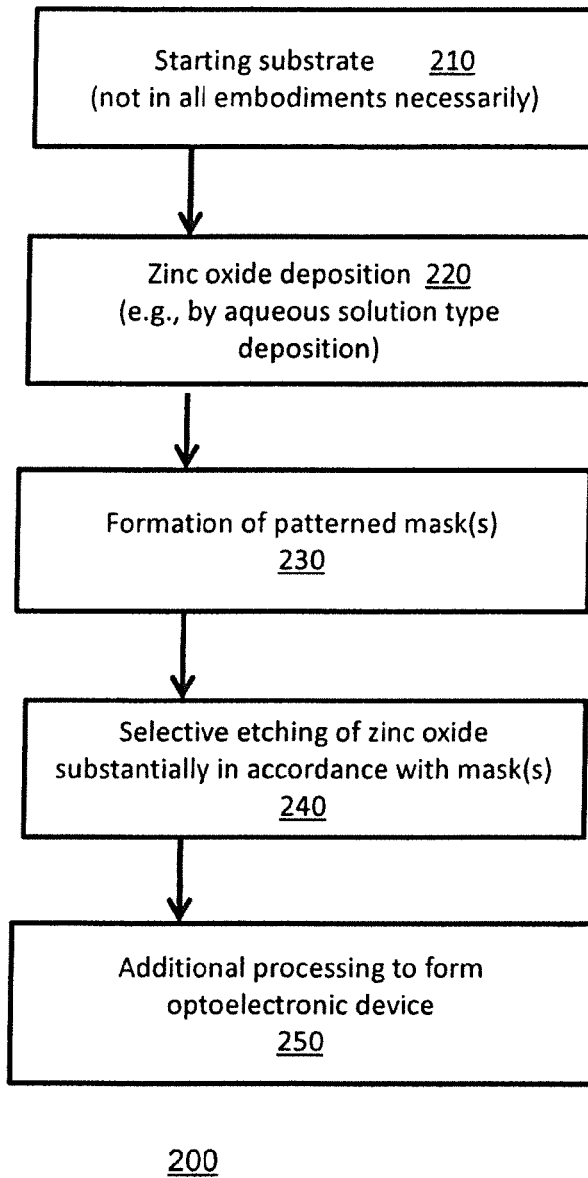 Starting substrate 210
(not in all embodiments necessarily)
Zinc oxide deposition 220
(e.g., by aqueous solution type
deposition)
Formation of patterned mask(s)
230
Selective etching of zinc oxide
substantially in accordance with mask(s)
240
Additional processing to form
optoelectronic device
250
200